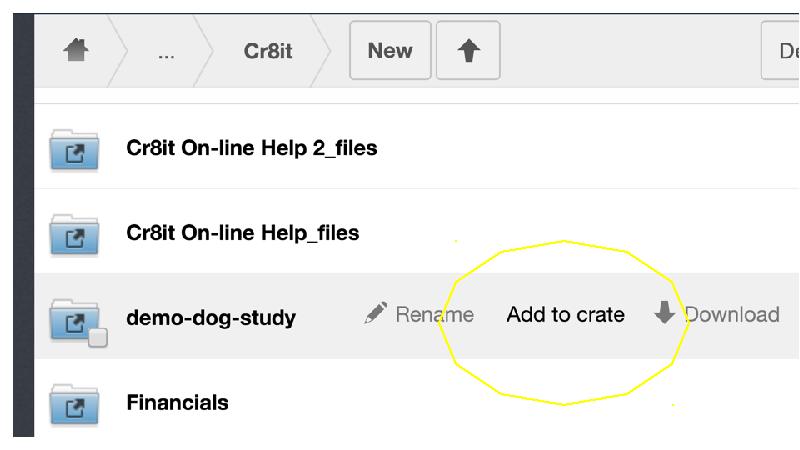 ... Cr8it New De
Cr8it On-line Help 2_files
Cr8it On-line Help_files
demo-dog-study Rename Add to crate Download
Financials